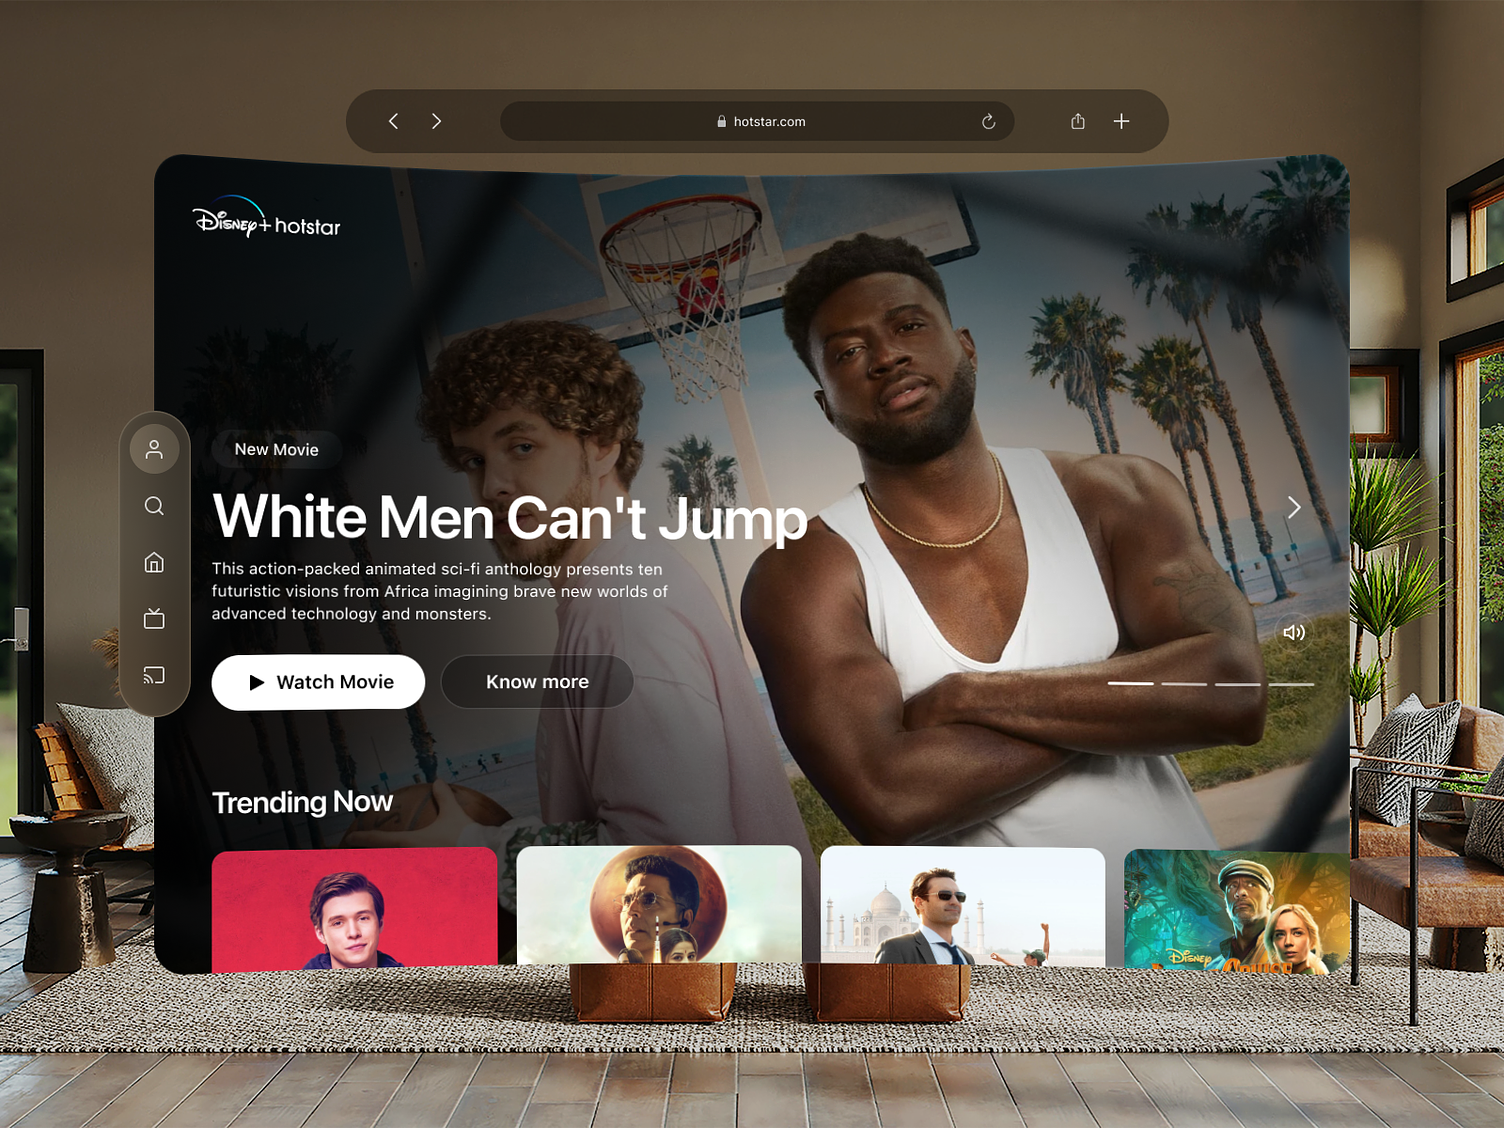 hotstar.com
Disney+ hotstar
New Movie
White Men Can't Jump
This action-packed animated sci-fi anthology presents ten
futuristic visions from Africa imagining brave new worlds of
advanced technology and monsters.
Watch Movie
Know more
Trending Now
Disney